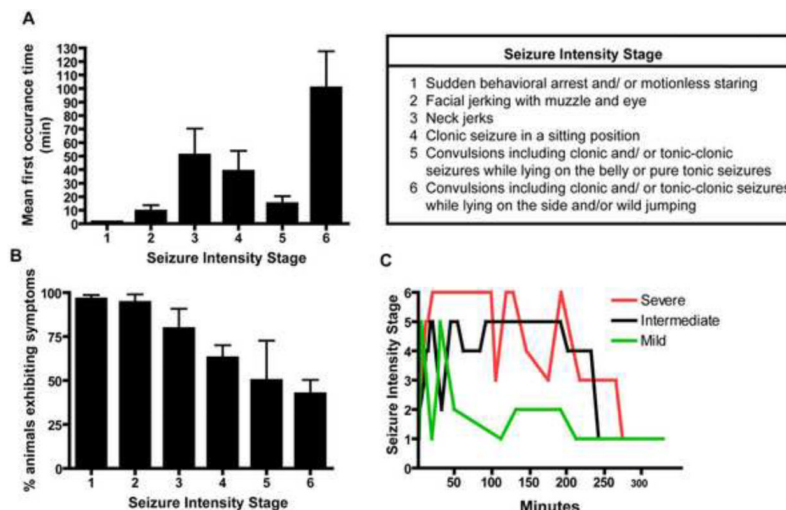 A
Mean first occurance time
(min)
130
120
110
100
90
80
70
60
50
40
30
20
10
0
1 2 3 4 5 6
Seizure Intensity Stage
Seizure Intensity Stage
1 Sudden behavioral arrest and/ or motionless staring
2 Facial jerking with muzzle and eye
3 Neck jerks
4 Clonic seizure in a sitting position
5 Convulsions including clonic and/ or tonic-clonic
seizures while lying on the belly or pure tonic seizures
6 Convulsions including clonic and/ or tonic-clonic seizures
while lying on the side and/or wild jumping
B
% animals exhibiting symptoms
100
75
50
25
0
1 2 3 4 5 6
Seizure Intensity Stage
C
Seizure Intensity Stage
6
5
4
3
2
1
0
50 100 150 200 250 300
Minutes
Severe
Intermediate
Mild